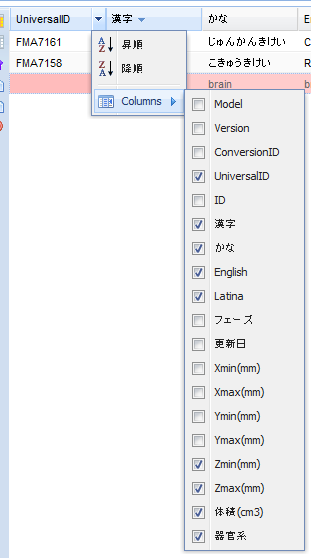 UniversalID 漢字 かな
FMA7161 じゅんかんきけい
FMA7158 こきゅうきけい
brain
昇順
降順
Columns
Model
Version
ConversionID
UniversalID
ID
漢字
かな
English
Latina
フェーズ
更新日
Xmin(mm)
Xmax(mm)
Ymin(mm)
Ymax(mm)
Zmin(mm)
Zmax(mm)
体積(cm3)
器官系